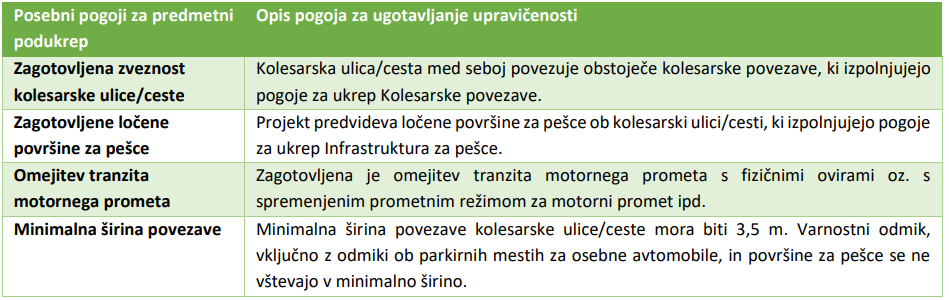 Posebni pogoji za predmetni podukrep
Opis pogoja za ugotavljanje upravičenosti
Zagotovljena zveznost
kolesarske ulice/ceste
Kolesarska ulica/cesta med seboj povezuje obstoječe kolesarske povezave, ki izpolnjujejo
pogoje za ukrep Kolesarske povezave.
Zagotovljene ločene
površine za pešce
Projekt predvideva ločene površine za pešce ob kolesarski ulici/cesti, ki izpolnjujejo pogoje
za ukrep Infrastruktura za pešce.
Omejitev tranzita
motornega prometa
Zagotovljena je omejitev tranzita motornega prometa s fizičnimi ovirami oz. s
spremenjenim prometnim režimom za motorni promet ipd.
Minimalna širina povezave
Minimalna širina povezave kolesarske ulice/ceste mora biti 3,5 m. Varnostni odmik,
vključno z odmiki ob parkirnih mestih za osebne avtomobile, in površine za pešce se ne
vštevajo v minimalno širino.